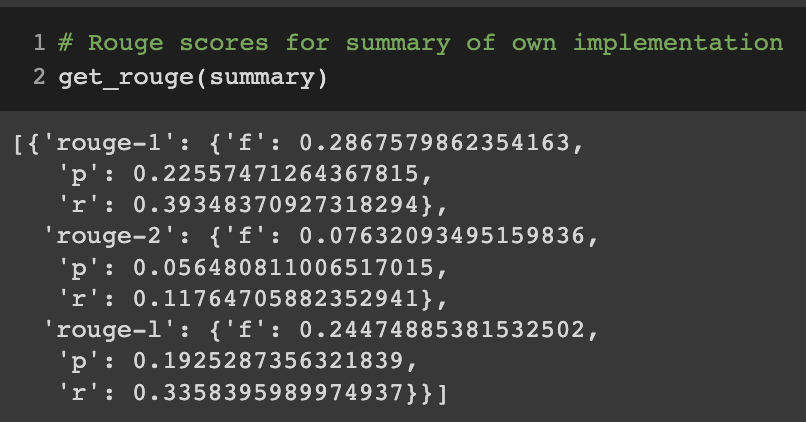 1 # Rouge scores for summary of own implementation
2 get_rouge(summary)
[{'rouge-1': {'f': 0.2867579862354163,
'p': 0.22557471264367815,
'r': 0.39348370927318294},
'rouge-2': {'f': 0.07632093495159836,
'p': 0.056480811006517015,
'r': 0.11764705882352941},
'rouge-l': {'f': 0.24474885381532502,
'p': 0.1925287356321839,
'r': 0.3358395989974937}}]